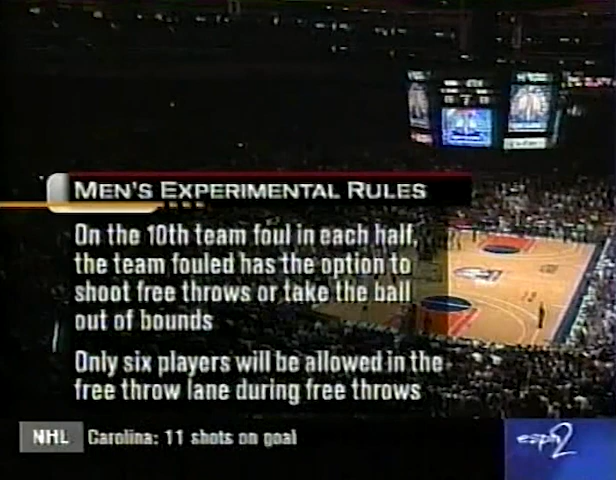 MEN'S EXPERIMENTAL RULES
On the 10th team foul in each half,
the team fouled has the option to
shoot free throws or take the ball
out of bounds
Only six players will be allowed in the
free throw lane during free throws
NHL Carolina: 11 shots on goal
espn2